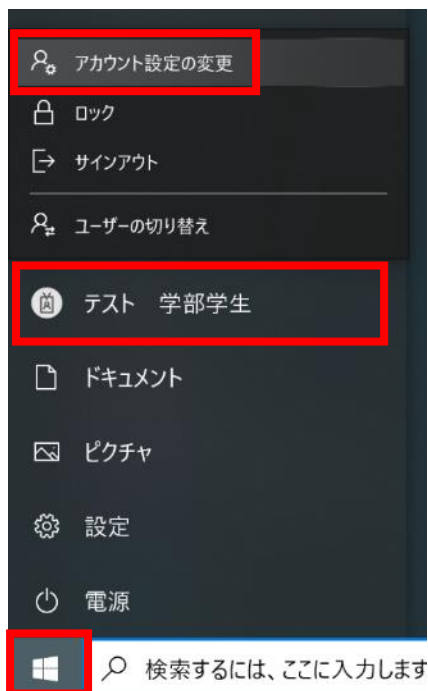 アカウント設定の変更
ロック
サインアウト
ユーザーの切り替え
テスト　学部学生
ドキュメント
ピクチャ
設定
電源
検索するには、ここに入力します